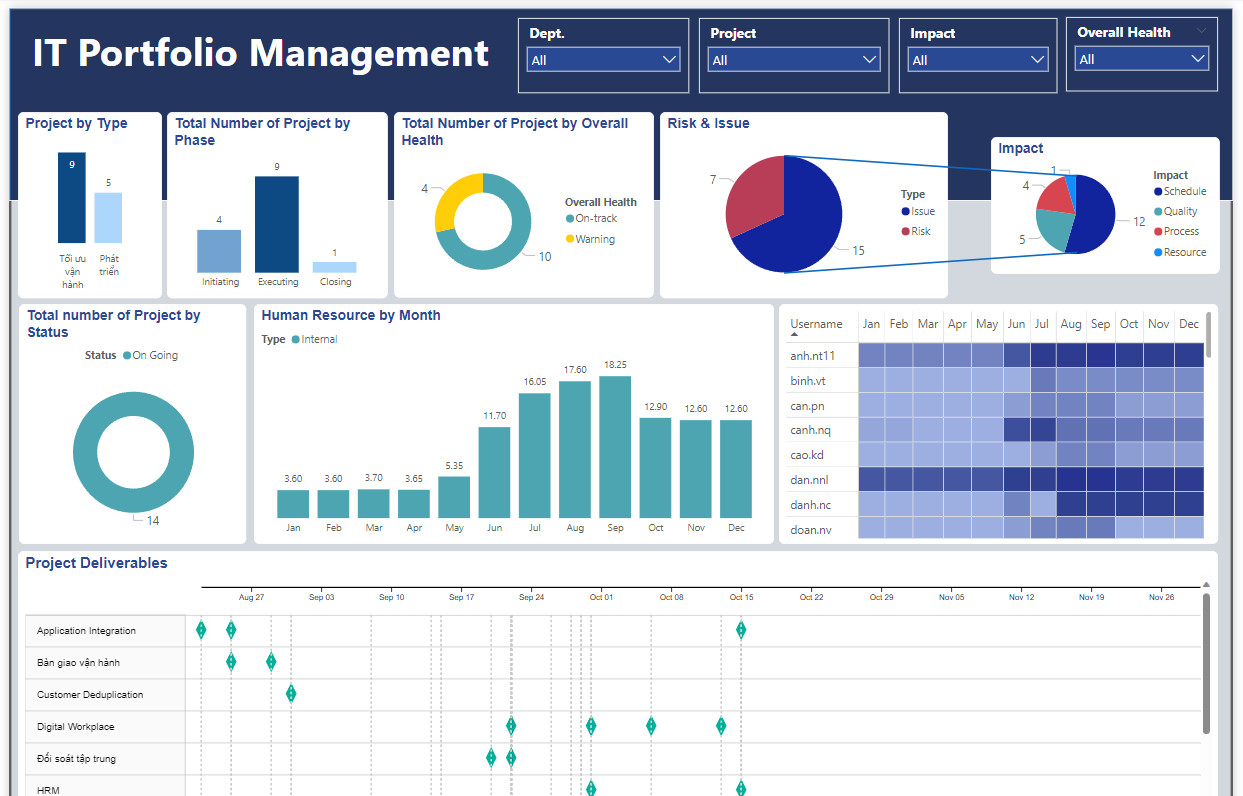 IT Portfolio Management
Dept.
All
Project
All
Impact
All
Overall Health
All
Project by Type
9
5
Tối ưu
vận
hành
Phát
triển
Total Number of Project by
Phase
4
9
1
Initiating
Executing
Closing
Total Number of Project by Overall
Health
4
10
Overall Health
On-track
Warning
Risk & Issue
7
15
Type
Issue
Risk
Impact
1
4
5
12
Impact
Schedule
Quality
Process
Resource
Total number of Project by
Status
Status On Going
14
Human Resource by Month
Type Internal
3.60 3.60 3.70 3.65 5.35 11.70 16.05 17.60 18.25 12.90 12.60 12.60
Jan Feb Mar Apr May Jun Jul Aug Sep Oct Nov Dec
Username Jan Feb Mar Apr May Jun Jul Aug Sep Oct Nov Dec
anh.nt11
binh.vt
can.pn
canh.nq
cao.kd
dan.nnl
danh.nc
doan.nv
Project Deliverables
Aug 27 Sep 03 Sep 10 Sep 17 Sep 24 Oct 01 Oct 08 Oct 15 Oct 22 Oct 29 Nov 05 Nov 12 Nov 19 Nov 26
Application Integration
Bàn giao vận hành
Customer Deduplication
Digital Workplace
Đối soát tập trung
HRM